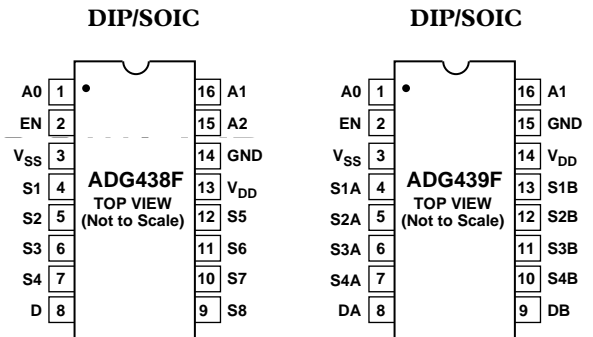 DIP/SOIC
A0 1 16 A1
EN 2 15 A2
VSS 3 14 GND
S1 4 ADG438F 13 VDD
TOP VIEW
S2 5 (Not to Scale) 12 S5
S3 6 11 S6
S4 7 10 S7
D 8 9 S8
DIP/SOIC
A0 1 16 A1
EN 2 15 GND
VSS 3 14 VDD
S1A 4 ADG439F 13 S1B
TOP VIEW
S2A 5 (Not to Scale) 12 S2B
S3A 6 11 S3B
S4A 7 10 S4B
DA 8 9 DB